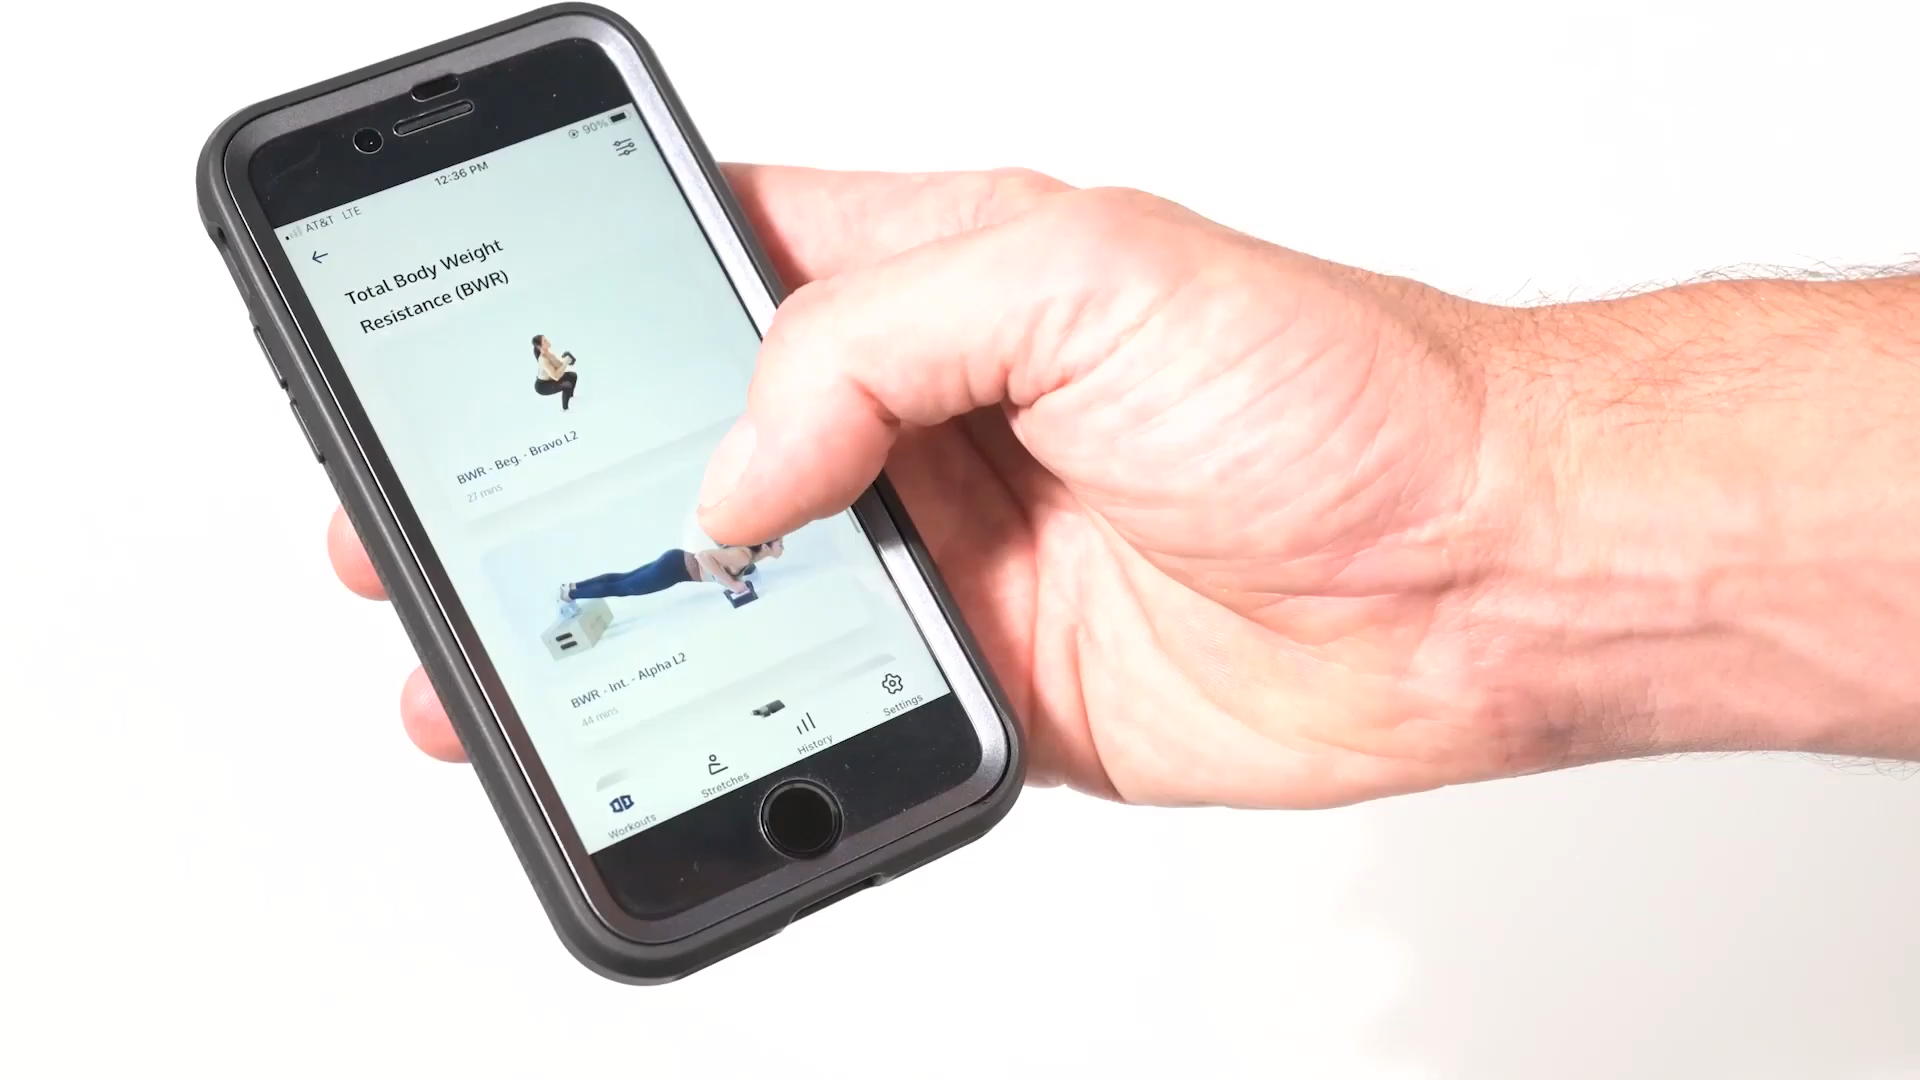 AT&T LTE
12:36 PM
90%
Total Body Weight
Resistance (BWR)
BWR - Beg. - Bravo L2
27 mins
BWR - Int. - Alpha L2
44 mins
Workouts
Stretches
History
Settings